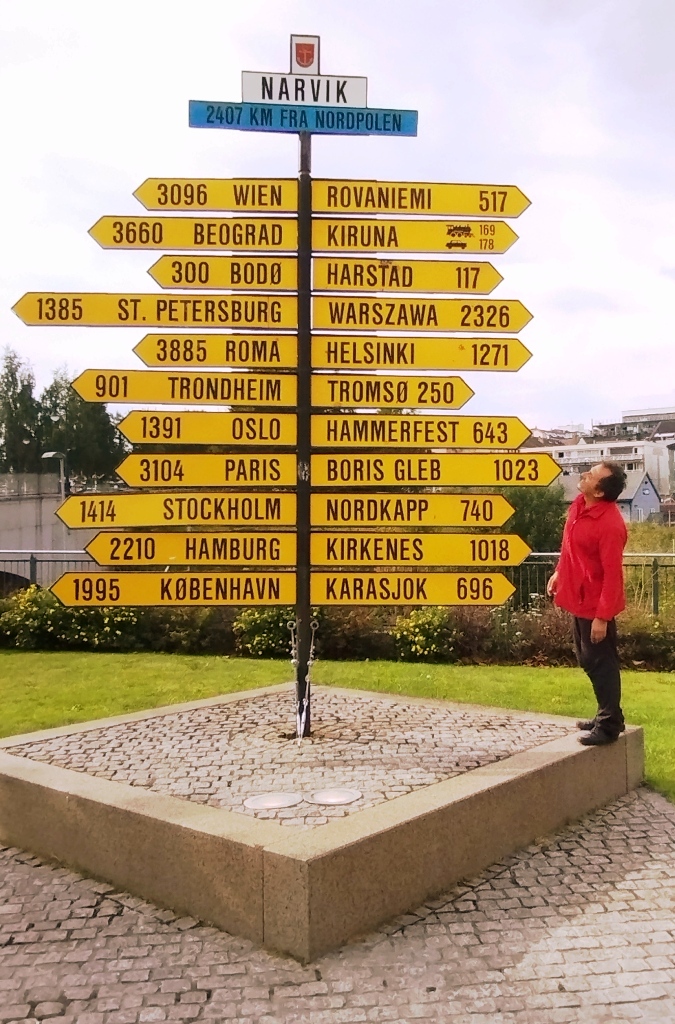 NARVIK
2407 KM FRA NORDPOLEN
3096 WIEN
ROVANIEMI 517
3660 BEOGRAD
KIRUNA 169
178
300 BODØ
HARSTAD 117
1385 ST. PETERSBURG
WARSZAWA 2326
3885 ROMA
HELSINKI 1271
901 TRONDHEIM
TROMSØ 250
1391 OSLO
HAMMERFEST 643
3104 PARIS
BORIS GLEB 1023
1414 STOCKHOLM
NORDKAPP 740
2210 HAMBURG
KIRKENES 1018
1995 KØBENHAVN
KARASJOK 696